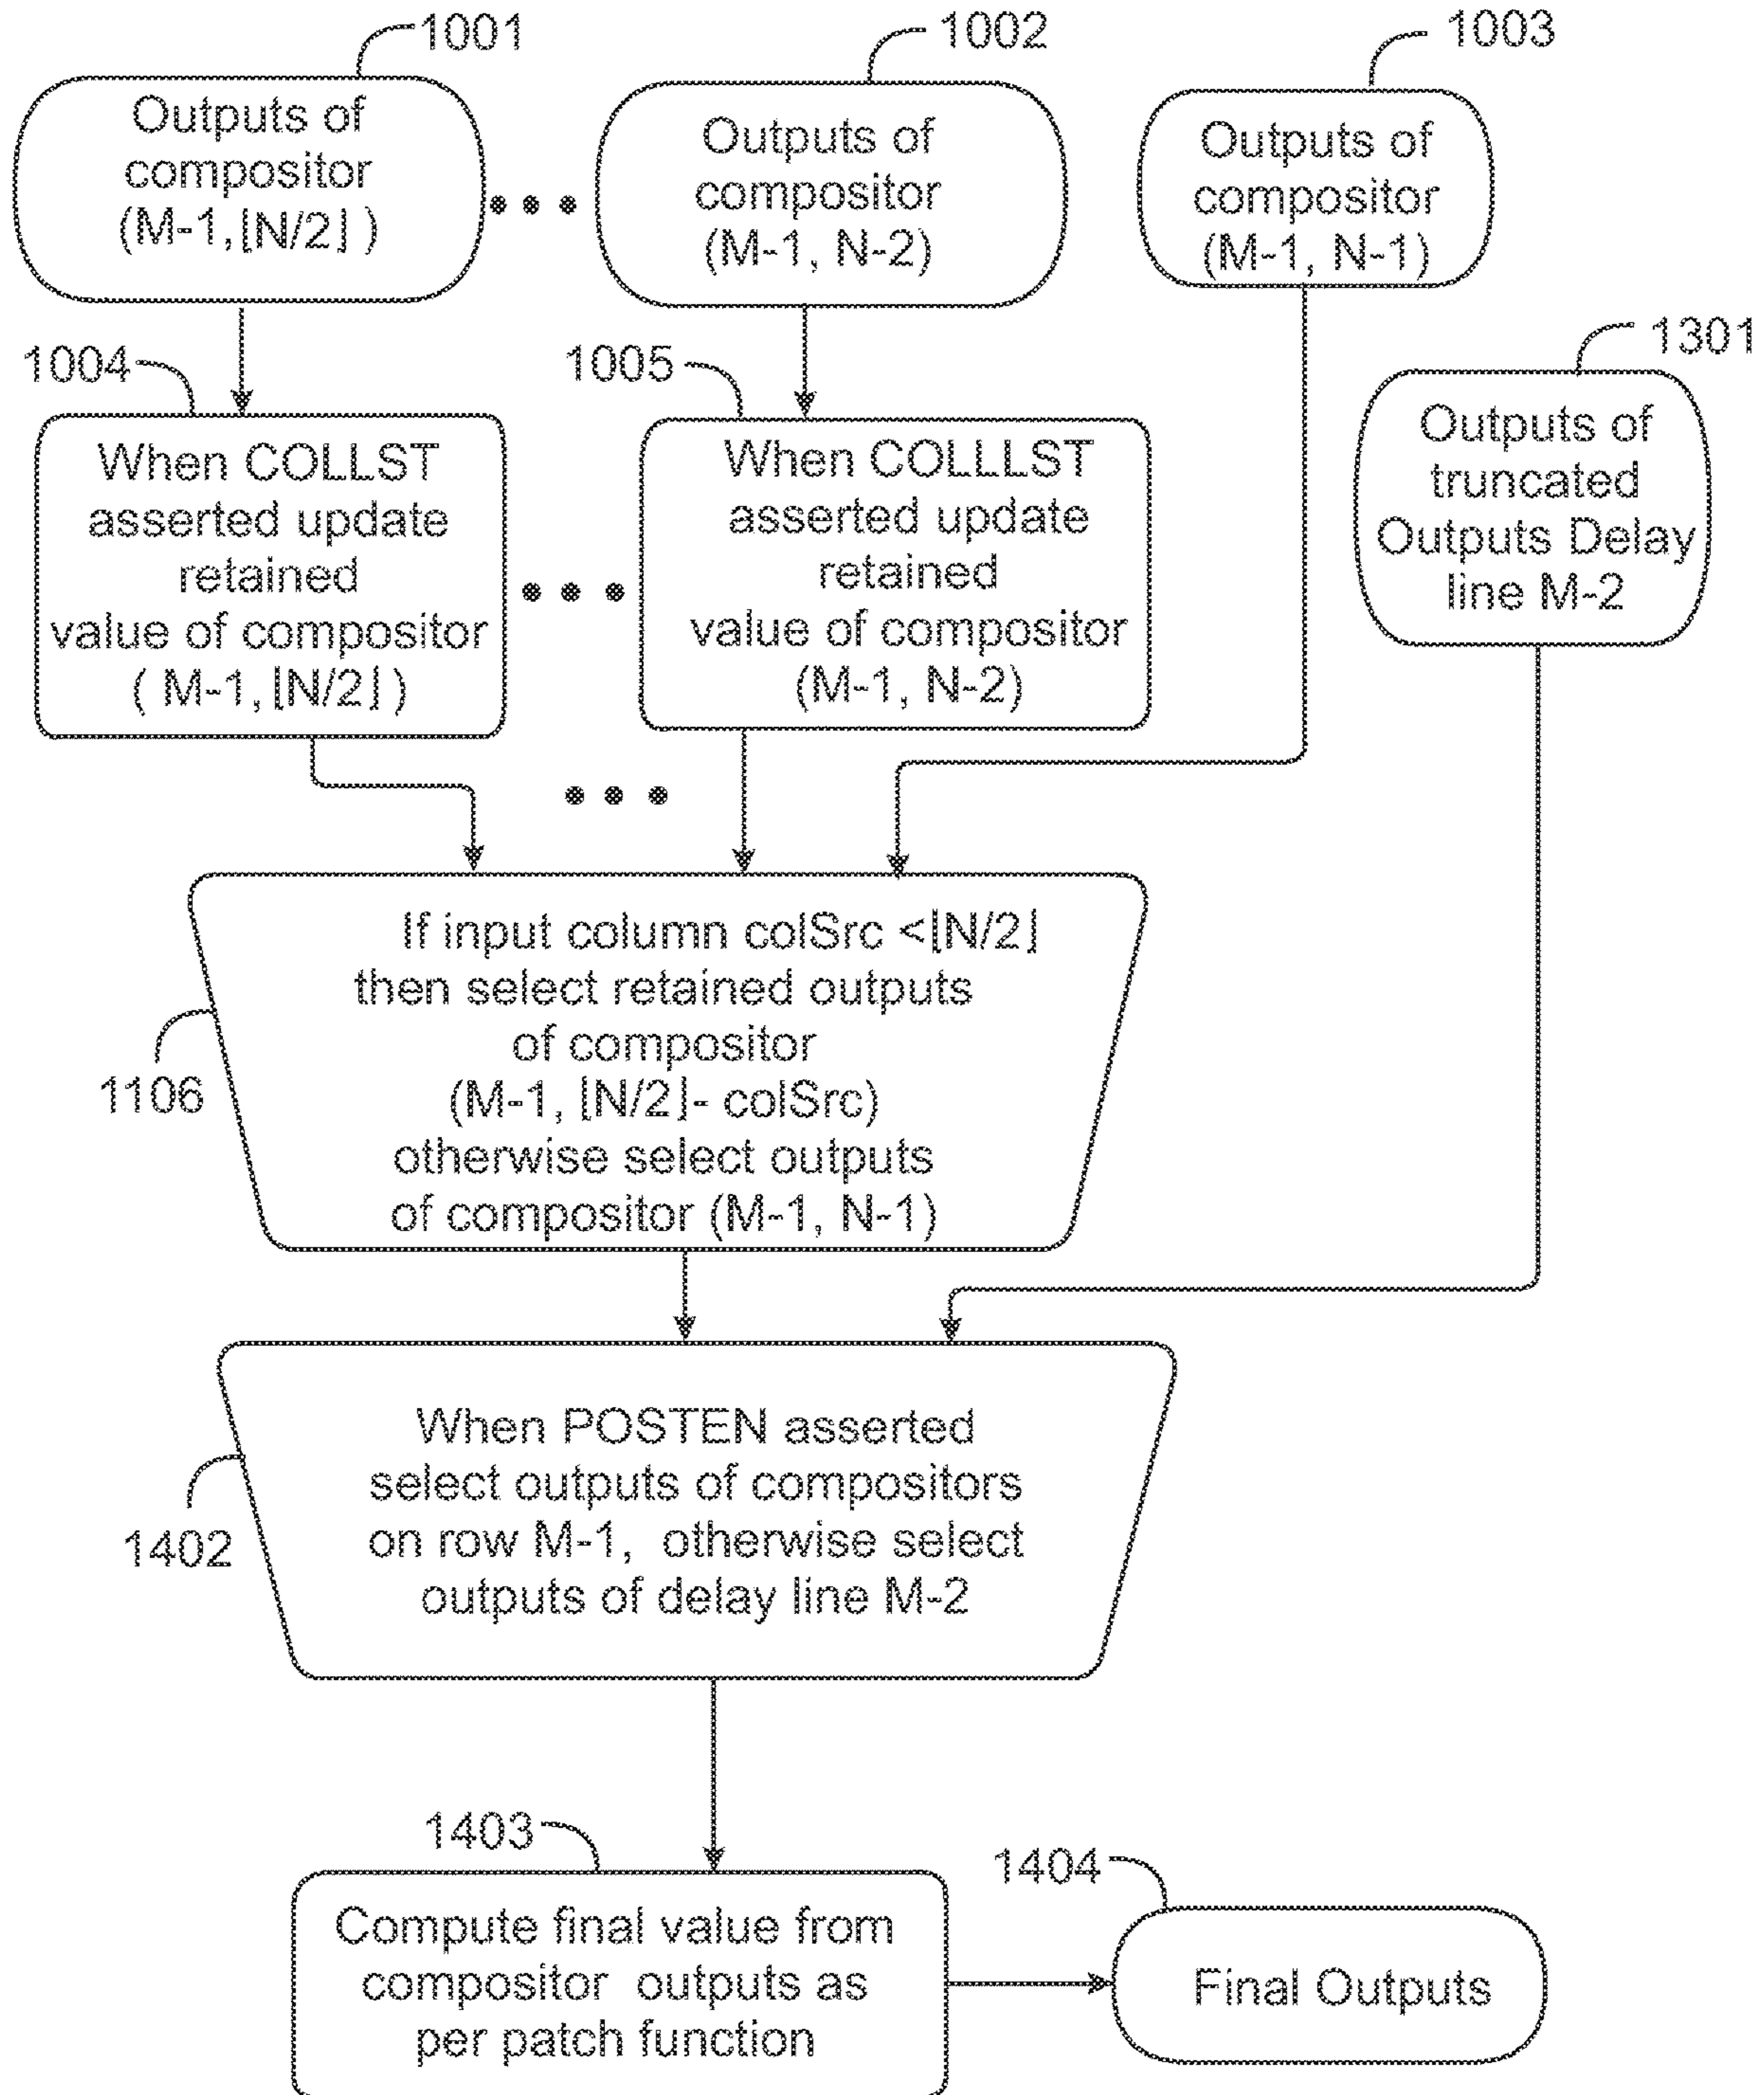 1001
Outputs of
compositor
(M-1,⌊N/2⌋ )
1002
Outputs of
compositor
(M-1, N-2)
1003
Outputs of
compositor
(M-1, N-1)
1301
Outputs of
truncated
Outputs Delay
line M-2
1004
When COLLST
asserted update
retained
value of compositor
( M-1,⌊N/2⌋ )
1005
When COLLLST
asserted update
retained
value of compositor
(M-1, N-2)
1106
If input column colSrc <⌊N/2⌋
then select retained outputs
of compositor
(M-1, ⌊N/2⌋- colSrc)
otherwise select outputs
of compositor (M-1, N-1)
1402
When POSTEN asserted
select outputs of compositors
on row M-1, otherwise select
outputs of delay line M-2
1403
Compute final value from
compositor outputs as
per patch function
1404
Final Outputs